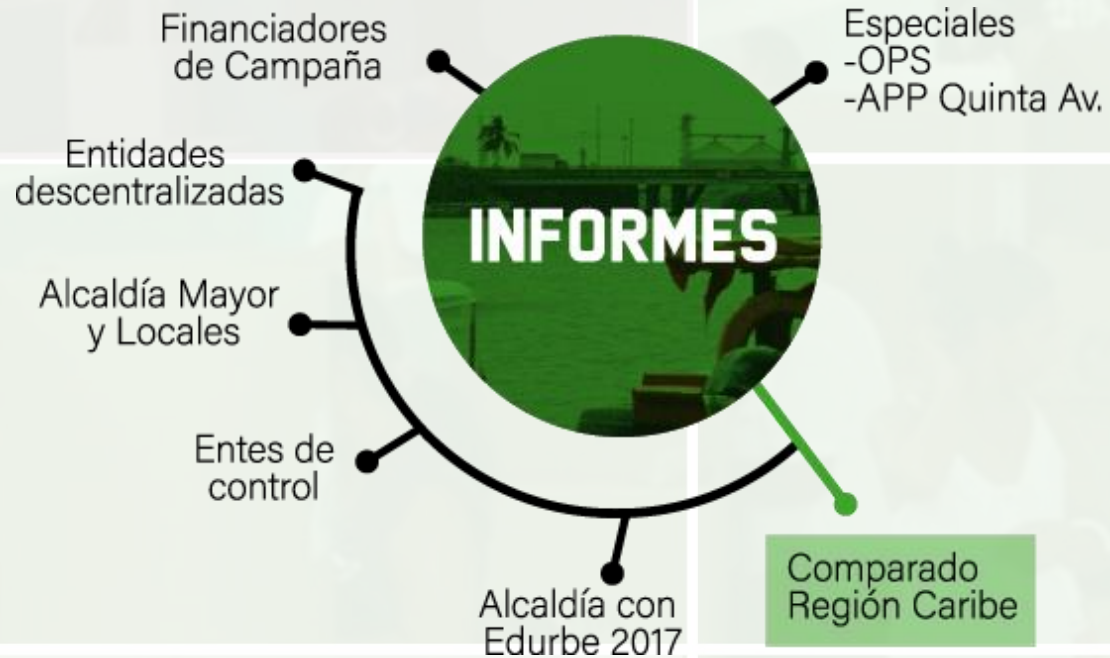 Financiadores
de Campaña
Especiales
-OPS
-APP Quinta Av.
Entidades
descentralizadas
INFORMES
Alcaldía Mayor
y Locales
Entes de
control
Alcaldía con
Edurbe 2017
Comparado
Región Caribe